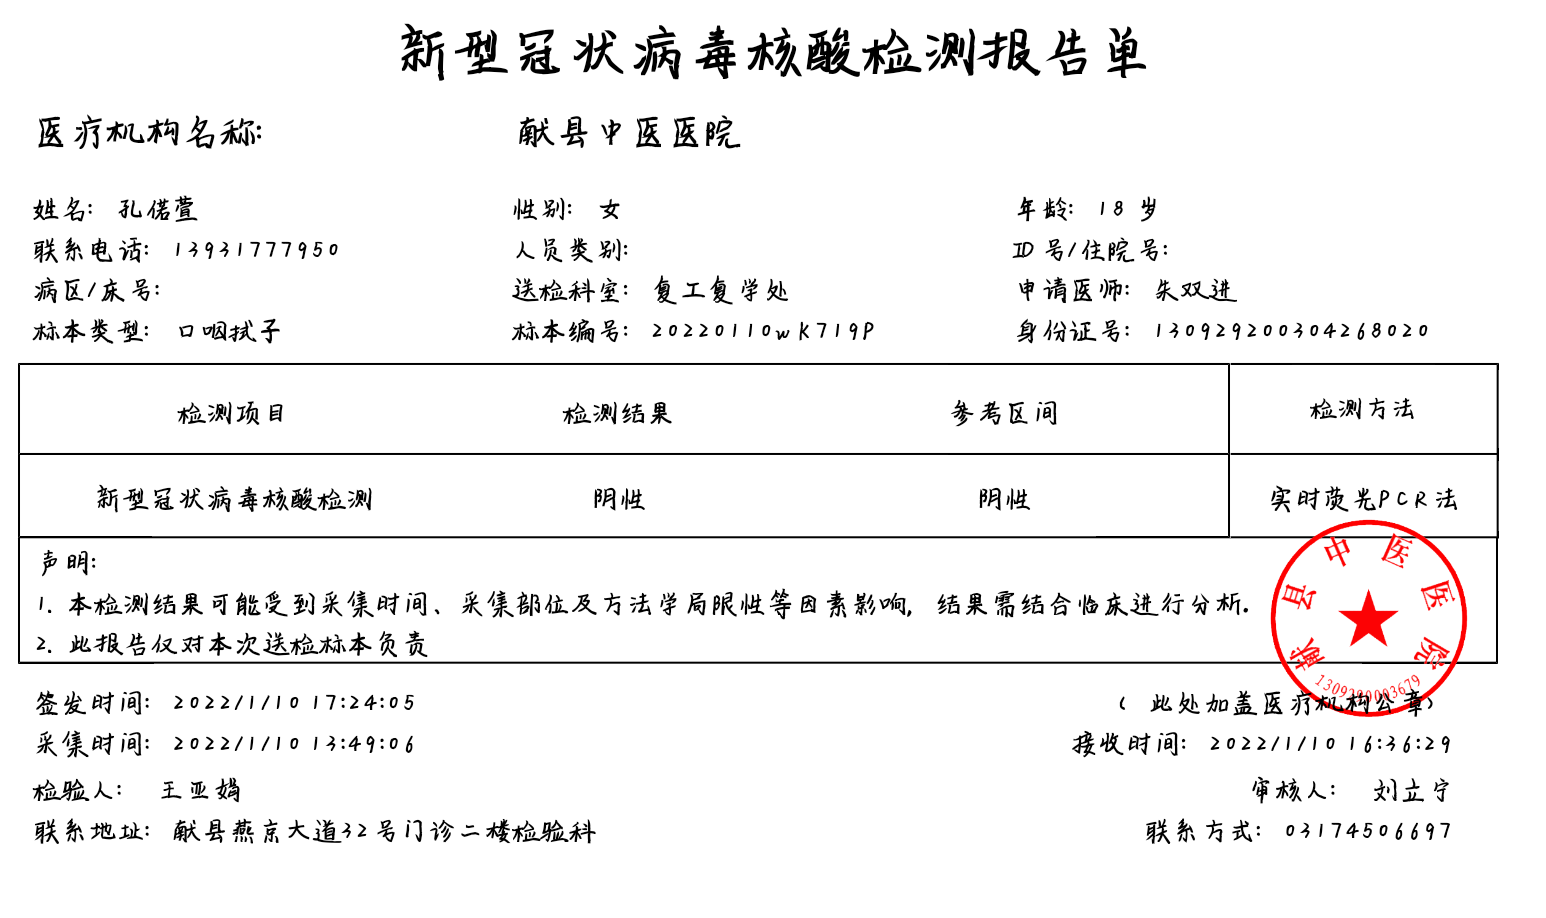 新型冠状病毒核酸检测报告单
医疗机构名称: 献县中医医院
姓名: 孔偌萱 性别: 女 年龄: 18 岁
联系电话: 13931777950 人员类别: ID 号/住院号:
病区/床号: 送检科室: 复工复学处 申请医师: 朱双进
标本类型: 口咽拭子 标本编号: 20220110wK719P 身份证号: 130929200304268020
检测项目 检测结果 参考区间 检测方法
新型冠状病毒核酸检测 阴性 阴性 实时荧光PCR法
声明:
1. 本检测结果可能受到采集时间、采集部位及方法学局限性等因素影响, 结果需结合临床进行分析.
2. 此报告仅对本次送检标本负责
献县中医医院
1309290003679
签发时间: 2022/1/10 17:24:05 ( 此处加盖医疗机构公章)
采集时间: 2022/1/10 13:49:06 接收时间: 2022/1/10 16:36:29
检验人: 王亚娟 审核人: 刘立宁
联系地址: 献县燕京大道32号门诊二楼检验科 联系方式: 03174506697